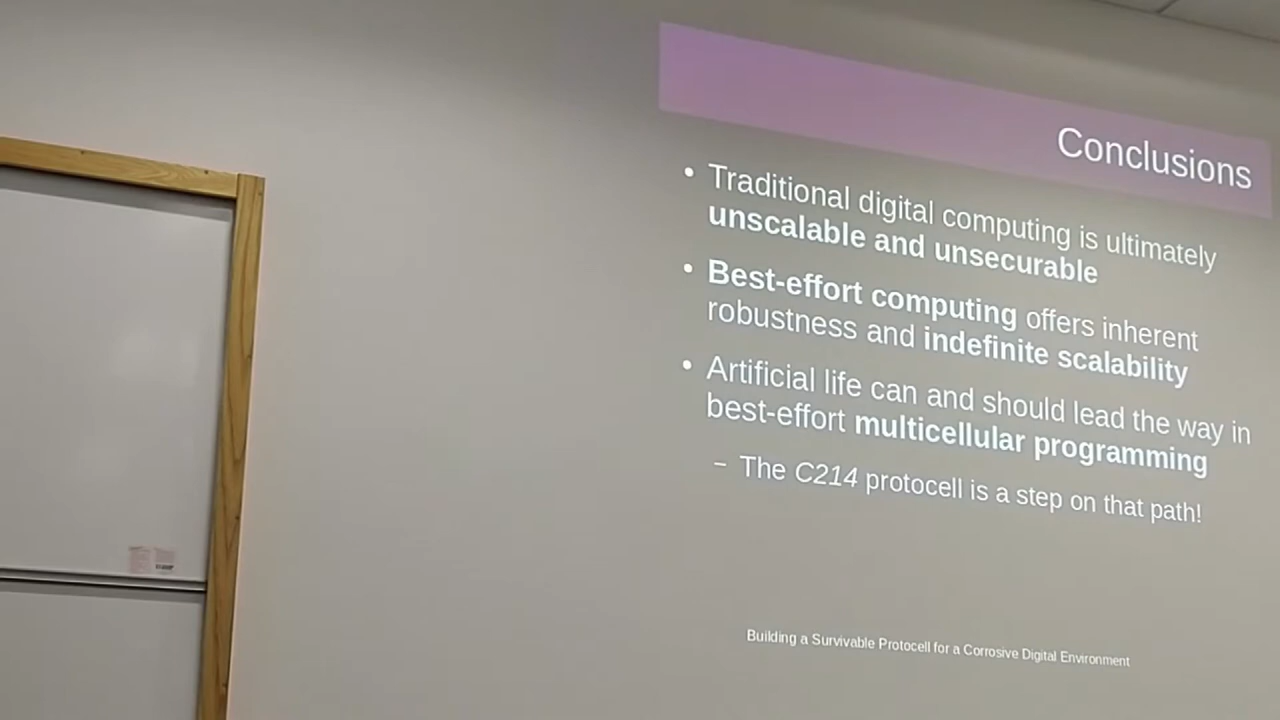 Conclusions
• Traditional digital computing is ultimately
unscalable and unsecurable
• Best-effort computing offers inherent
robustness and indefinite scalability
• Artificial life can and should lead the way in
best-effort multicellular programming
– The C214 protocell is a step on that path!
Building a Survivable Protocell for a Corrosive Digital Environment